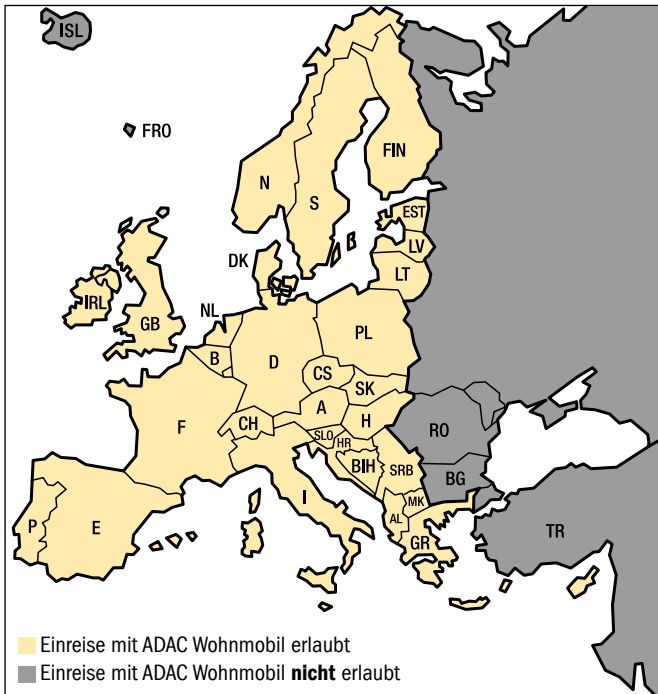 ISL
FRO
FIN
N
S
EST
LV
DK
LT
IRL
NL
GB
PL
B
D
CS
SK
A
F
CH
H
RO
SLO
HR
BIH
SRB
BG
I
MK
P
E
AL
TR
GR
Einreise mit ADAC Wohnmobil erlaubt
Einreise mit ADAC Wohnmobil nicht erlaubt